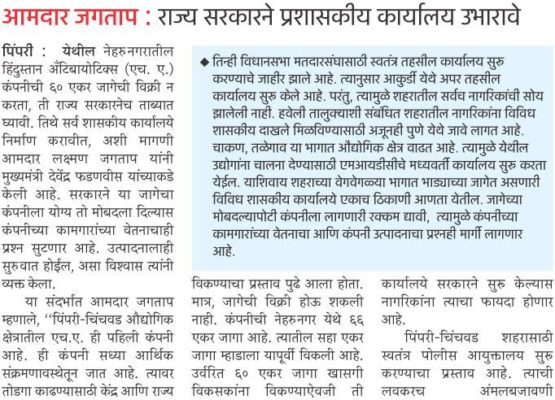 आमदार जगताप : राज्य सरकारने प्रशासकीय कार्यालय उभारावे
पिंपरी : येथील नेहरुनगरातील
हिंदुस्तान अँटिबायोटिक्स (एच. ए.)
कंपनीची ६० एकर जागेची विक्री न
करता, ती राज्य सरकारनेच ताब्यात
घ्यावी. तिथे सर्व शासकीय कार्यालये
निर्माण करावीत, अशी मागणी
आमदार लक्ष्मण जगताप यांनी
मुख्यमंत्री देवेंद्र फडणवीस यांच्याकडे
केली आहे. सरकारने या जागेचा
कंपनीला योग्य तो मोबदला दिल्यास
कंपनीच्या कामगारांच्या वेतनाचाही
प्रश्न सुटणार आहे. उत्पादनालाही
सुरुवात होईल, असा विश्वास त्यांनी
व्यक्त केला.
या संदर्भात आमदार जगताप
म्हणाले, ‘‘पिंपरी-चिंचवड औद्योगिक
क्षेत्रातील एच.ए. ही पहिली कंपनी
आहे. ही कंपनी सध्या आर्थिक
संक्रमणावस्थेतून जात आहे. त्यावर
तोडगा काढण्यासाठी केंद्र आणि राज्य
◆ तिन्ही विधानसभा मतदारसंघासाठी स्वतंत्र तहसील कार्यालय सुरु
करण्याचे जाहीर झाले आहे. त्यानुसार आकुर्डी येथे अपर तहसील
कार्यालय सुरु केले आहे. परंतु, त्यामुळे शहरातील सर्वच नागरिकांची सोय
झालेली नाही. हवेली तालुक्याशी संबंधित शहरातील नागरिकांना विविध
शासकीय दाखले मिळविण्यासाठी अजूनही पुणे येथे जावे लागत आहे.
चाकण, तळेगाव या भागात औद्योगिक क्षेत्र वाढत आहे. त्यामुळे येथील
उद्योगांना चालना देण्यासाठी एमआयडीसीचे मध्यवर्ती कार्यालय सुरु करता
येईल. याशिवाय शहराच्या वेगवेगळ्या भागात भाड्याच्या जागेत असणारी
विविध शासकीय कार्यालये एकाच ठिकाणी आणता येतील. जागेच्या
मोबदल्यापोटी कंपनीला लागणारी रक्कम द्यावी, त्यामुळे कंपनीच्या
कामगारांच्या वेतनाचा आणि कंपनी उत्पादनाचा प्रश्नही मार्गी लागणार
आहे.
विकण्याचा प्रस्ताव पुढे आला होता.
मात्र, जागेची विक्री होऊ शकली
नाही. कंपनीची नेहरुनगर येथे ६६
एकर जागा आहे. त्यातील सहा एकर
जागा म्हाडाला यापूर्वी विकली आहे.
उर्वरित ६० एकर जागा खासगी
विकसकांना विकण्याऐवजी ती
कार्यालये सरकारने सुरू केल्यास
नागरिकांना त्याचा फायदा होणार
आहे.
पिंपरी-चिंचवड शहरासाठी
स्वतंत्र पोलीस आयुक्तालय सुरु
करण्याचा प्रस्ताव आहे. त्याची
लवकरच अंमलबजावणी